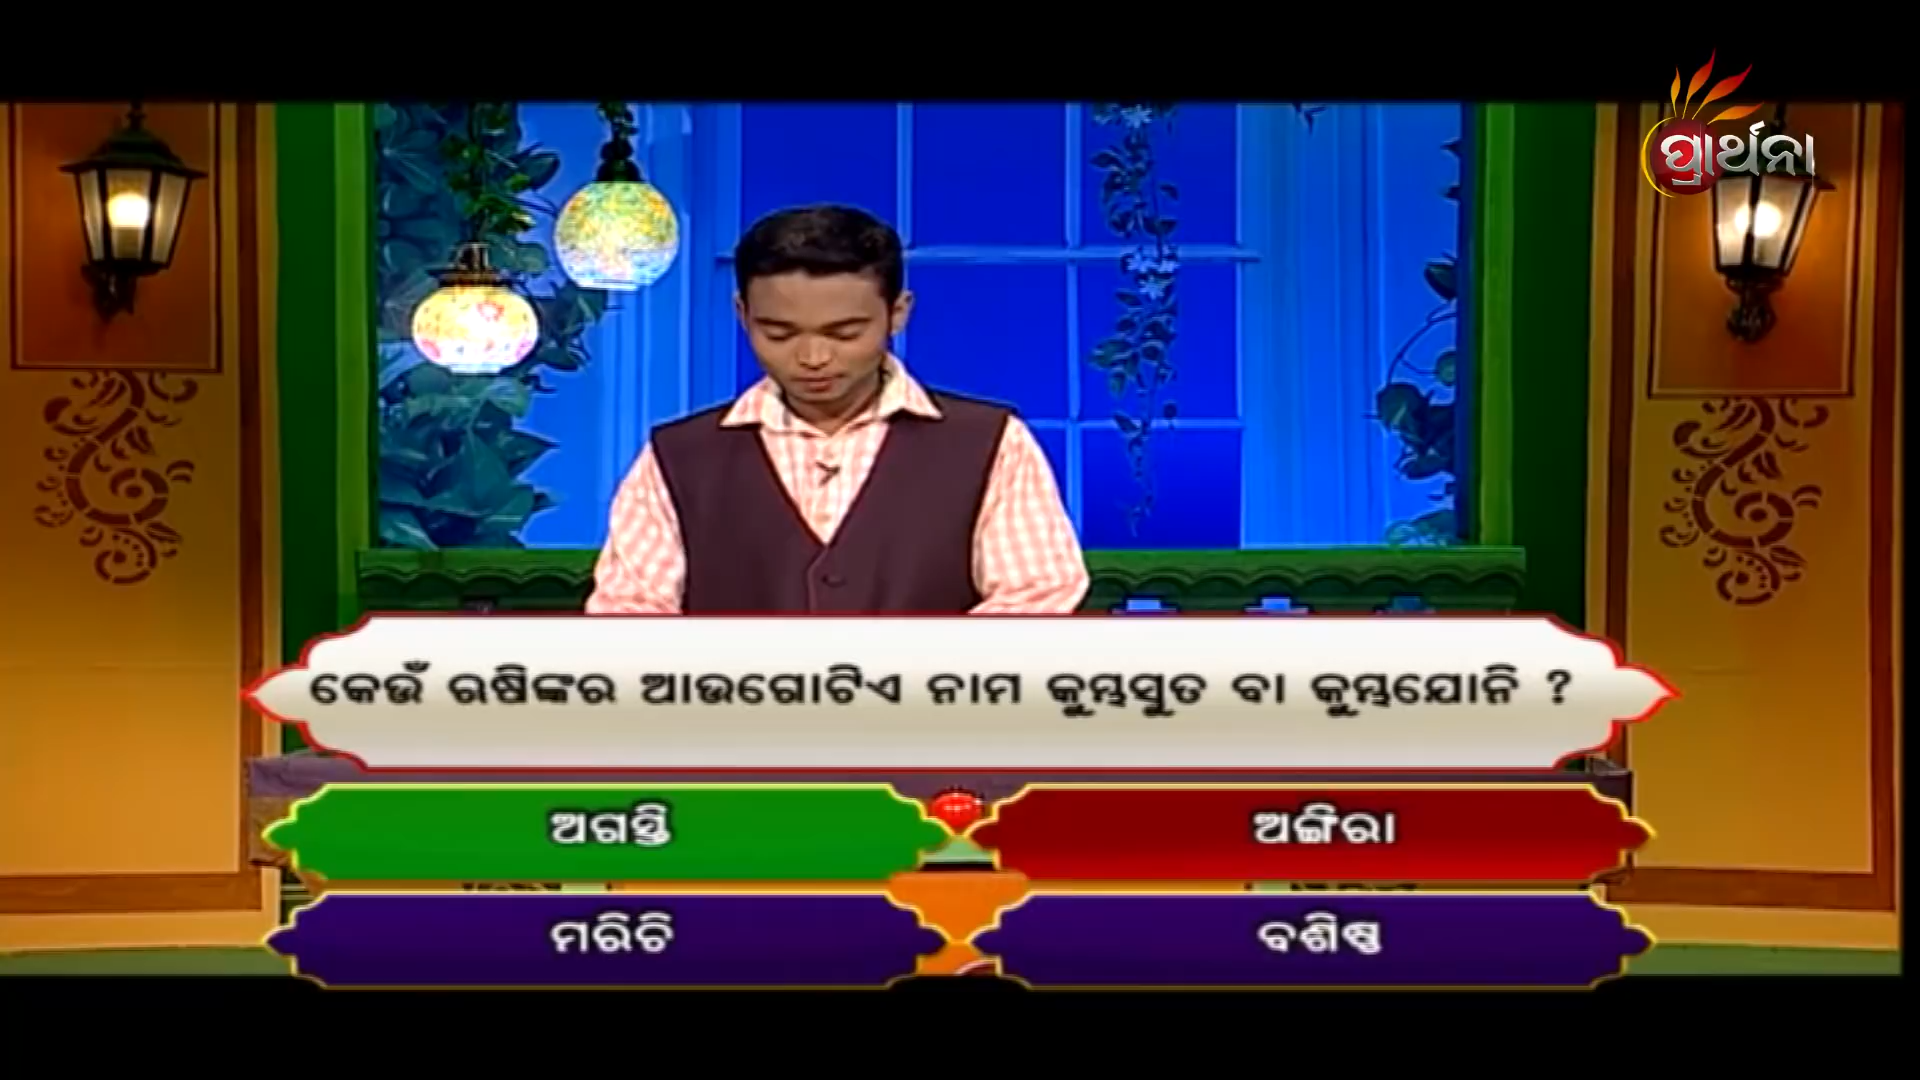 ପ୍ରାର୍ଥନା
କେଉଁ ଋଷିଙ୍କର ଆଉଗୋଟିଏ ନାମ କୁମ୍ଭସୁତ ବା କୁମ୍ଭଯୋନି ?
ଅଗସ୍ତି
ଅଙ୍ଗିରା
ମରିଚି
ବଶିଷ୍ଠ